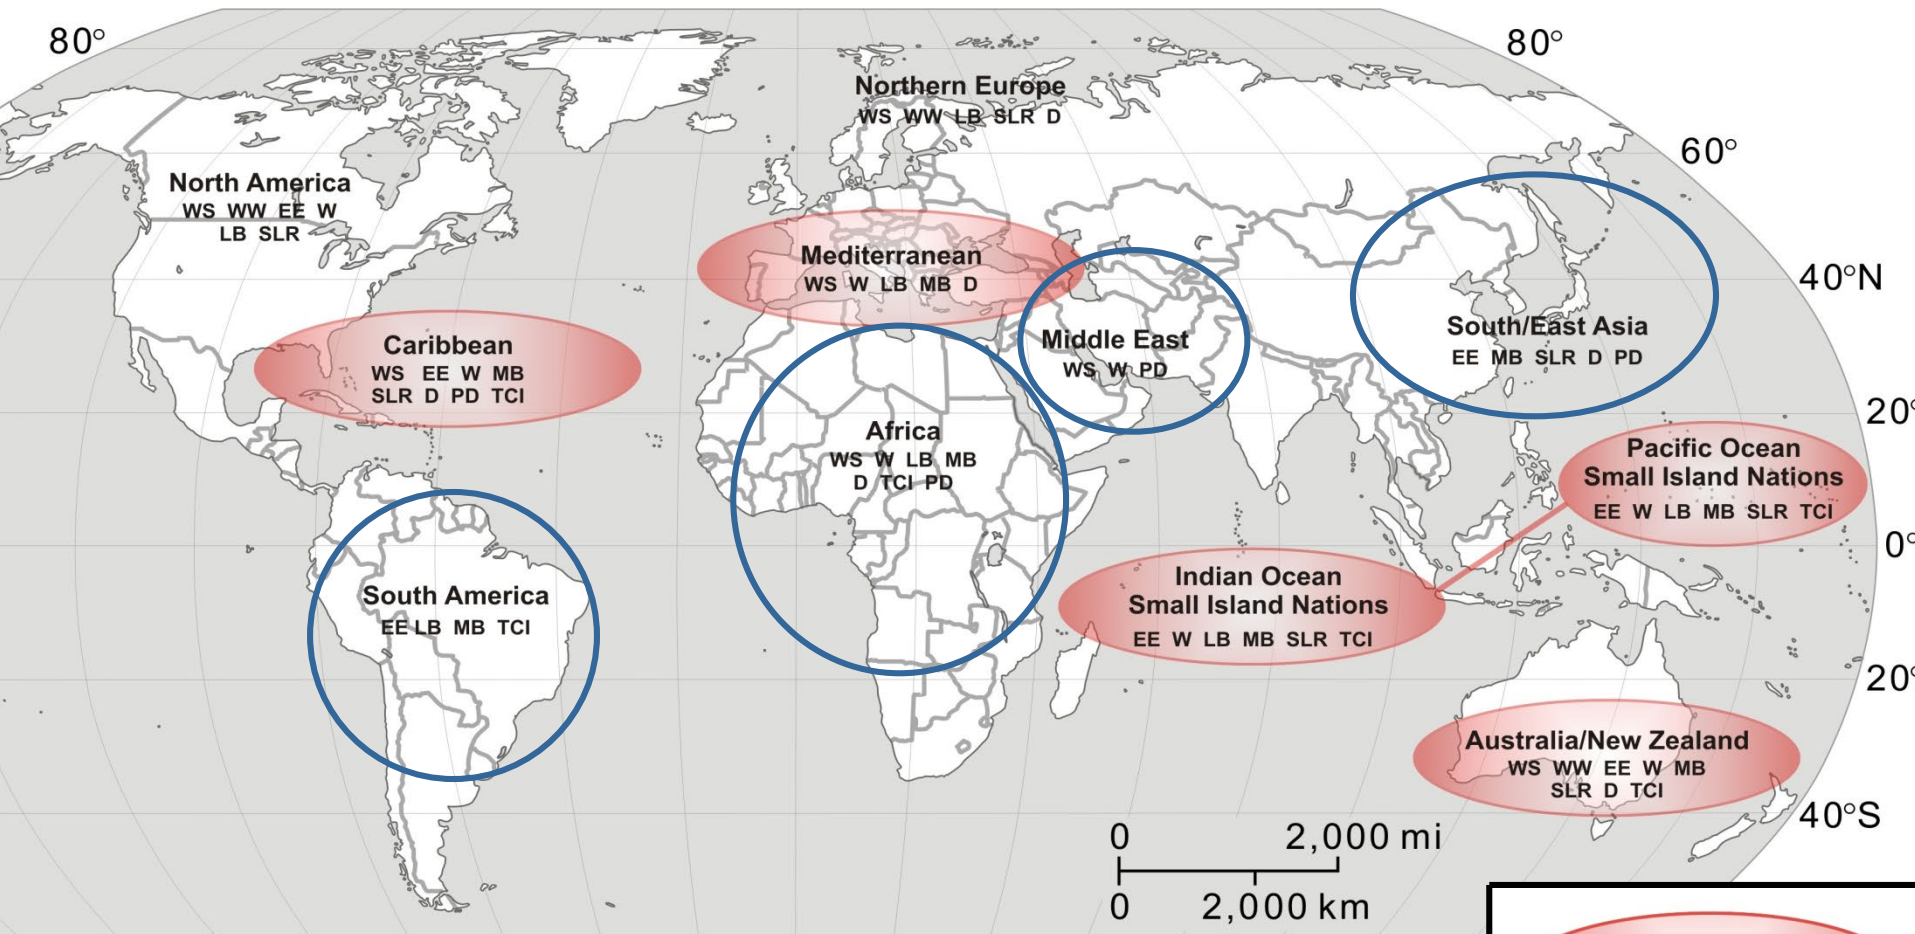 80°
80°
Northern Europe
WS WW LB SLR D
60°
North America
WS WW EE W
LB SLR
Mediterranean
WS W LB MB D
40°N
Caribbean
WS EE W MB
SLR D PD TCI
Middle East
WS W PD
South/East Asia
EE MB SLR D PD
20°
Africa
WS W LB MB
D TCI PD
Pacific Ocean
Small Island Nations
EE W LB MB SLR TCI
0°
South America
EE LB MB TCI
Indian Ocean
Small Island Nations
EE W LB MB SLR TCI
20°
Australia/New Zealand
WS WW EE W MB
SLR D TCI
40°S
0 2,000 mi
0 2,000 km